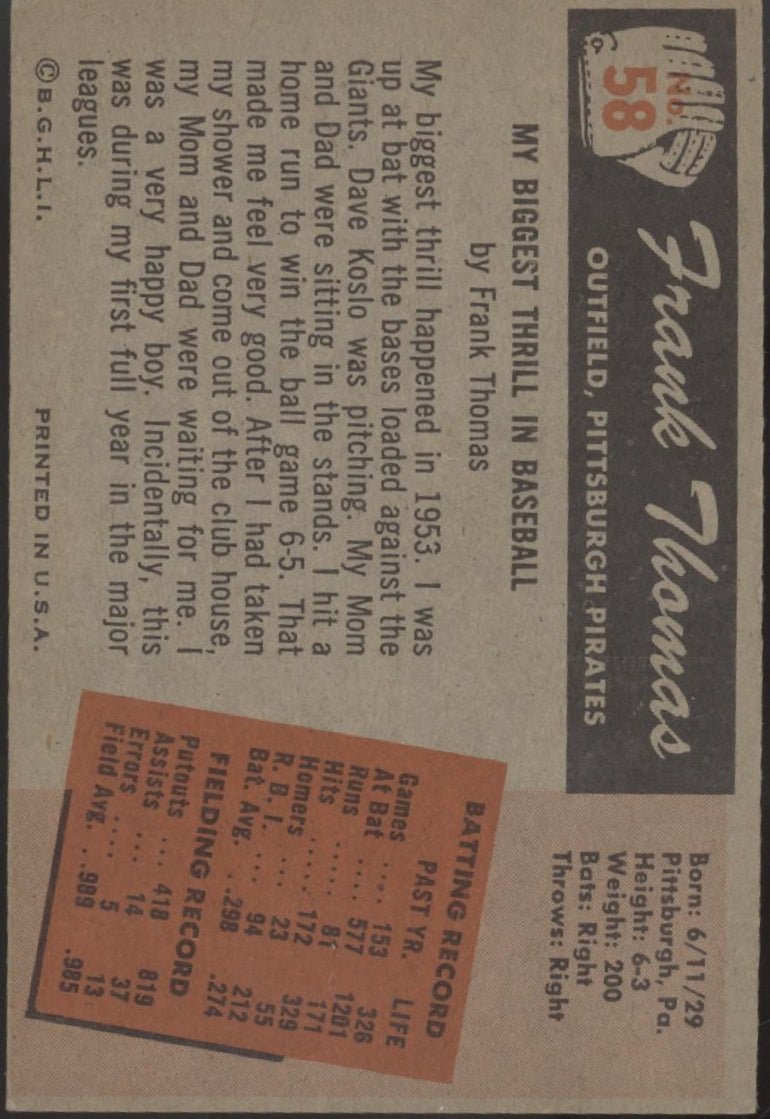 No. 58
Frank Thomas
OUTFIELD, PITTSBURGH PIRATES
Born: 6/11/29
Pittsburgh, Pa.
Height: 6-3
Weight: 200
Bats: Right
Throws: Right
MY BIGGEST THRILL IN BASEBALL
by Frank Thomas
My biggest thrill happened in 1953. I was
up at bat with the bases loaded against the
Giants. Dave Koslo was pitching. My Mom
and Dad were sitting in the stands. I hit a
home run to win the ball game 6-5. That
made me feel very good. After I had taken
my shower and come out of the club house,
my Mom and Dad were waiting for me. I
was a very happy boy. Incidentally, this
was during my first full year in the major
leagues.
© B.G.H.L.I. PRINTED IN U.S.A.
BATTING RECORD
PAST YR. LIFE
Games .... 153 326
At Bat .... 577 1201
Runs ..... 81 171
Hits ...... 172 329
Homers .... 23 55
R. B. I. ... 94 212
Bat. Avg. ...298 .274
FIELDING RECORD
Putouts ... 418 819
Assists ... 14 37
Errors .... 5 13
Field Avg. . .989 .985